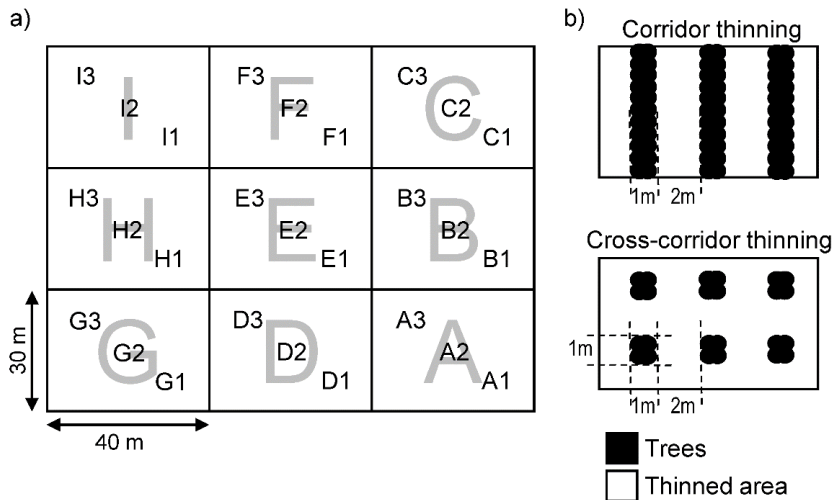 a)
I3
I
I2
I1
F3
F
F2
F1
C3
C
C2
C1
H3
H
H2
H1
E3
E
E2
E1
B3
B
B2
B1
G3
G
G2
G1
D3
D
D2
D1
A3
A
A2
A1
30 m
40 m
b)
Corridor thinning
1m 2m
Cross-corridor thinning
1m
1m 2m
Trees
Thinned area